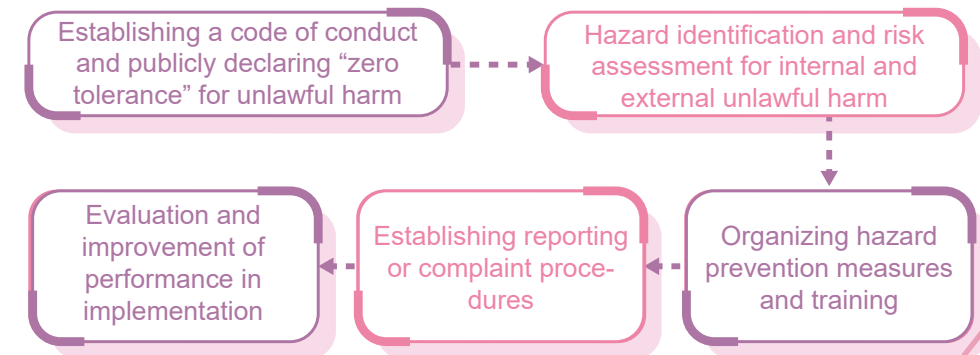 Establishing a code of conduct
and publicly declaring “zero
tolerance” for unlawful harm
Hazard identification and risk
assessment for internal and
external unlawful harm
Organizing hazard
prevention measures
and training
Establishing reporting
or complaint proce-
dures
Evaluation and
improvement of
performance in
implementation